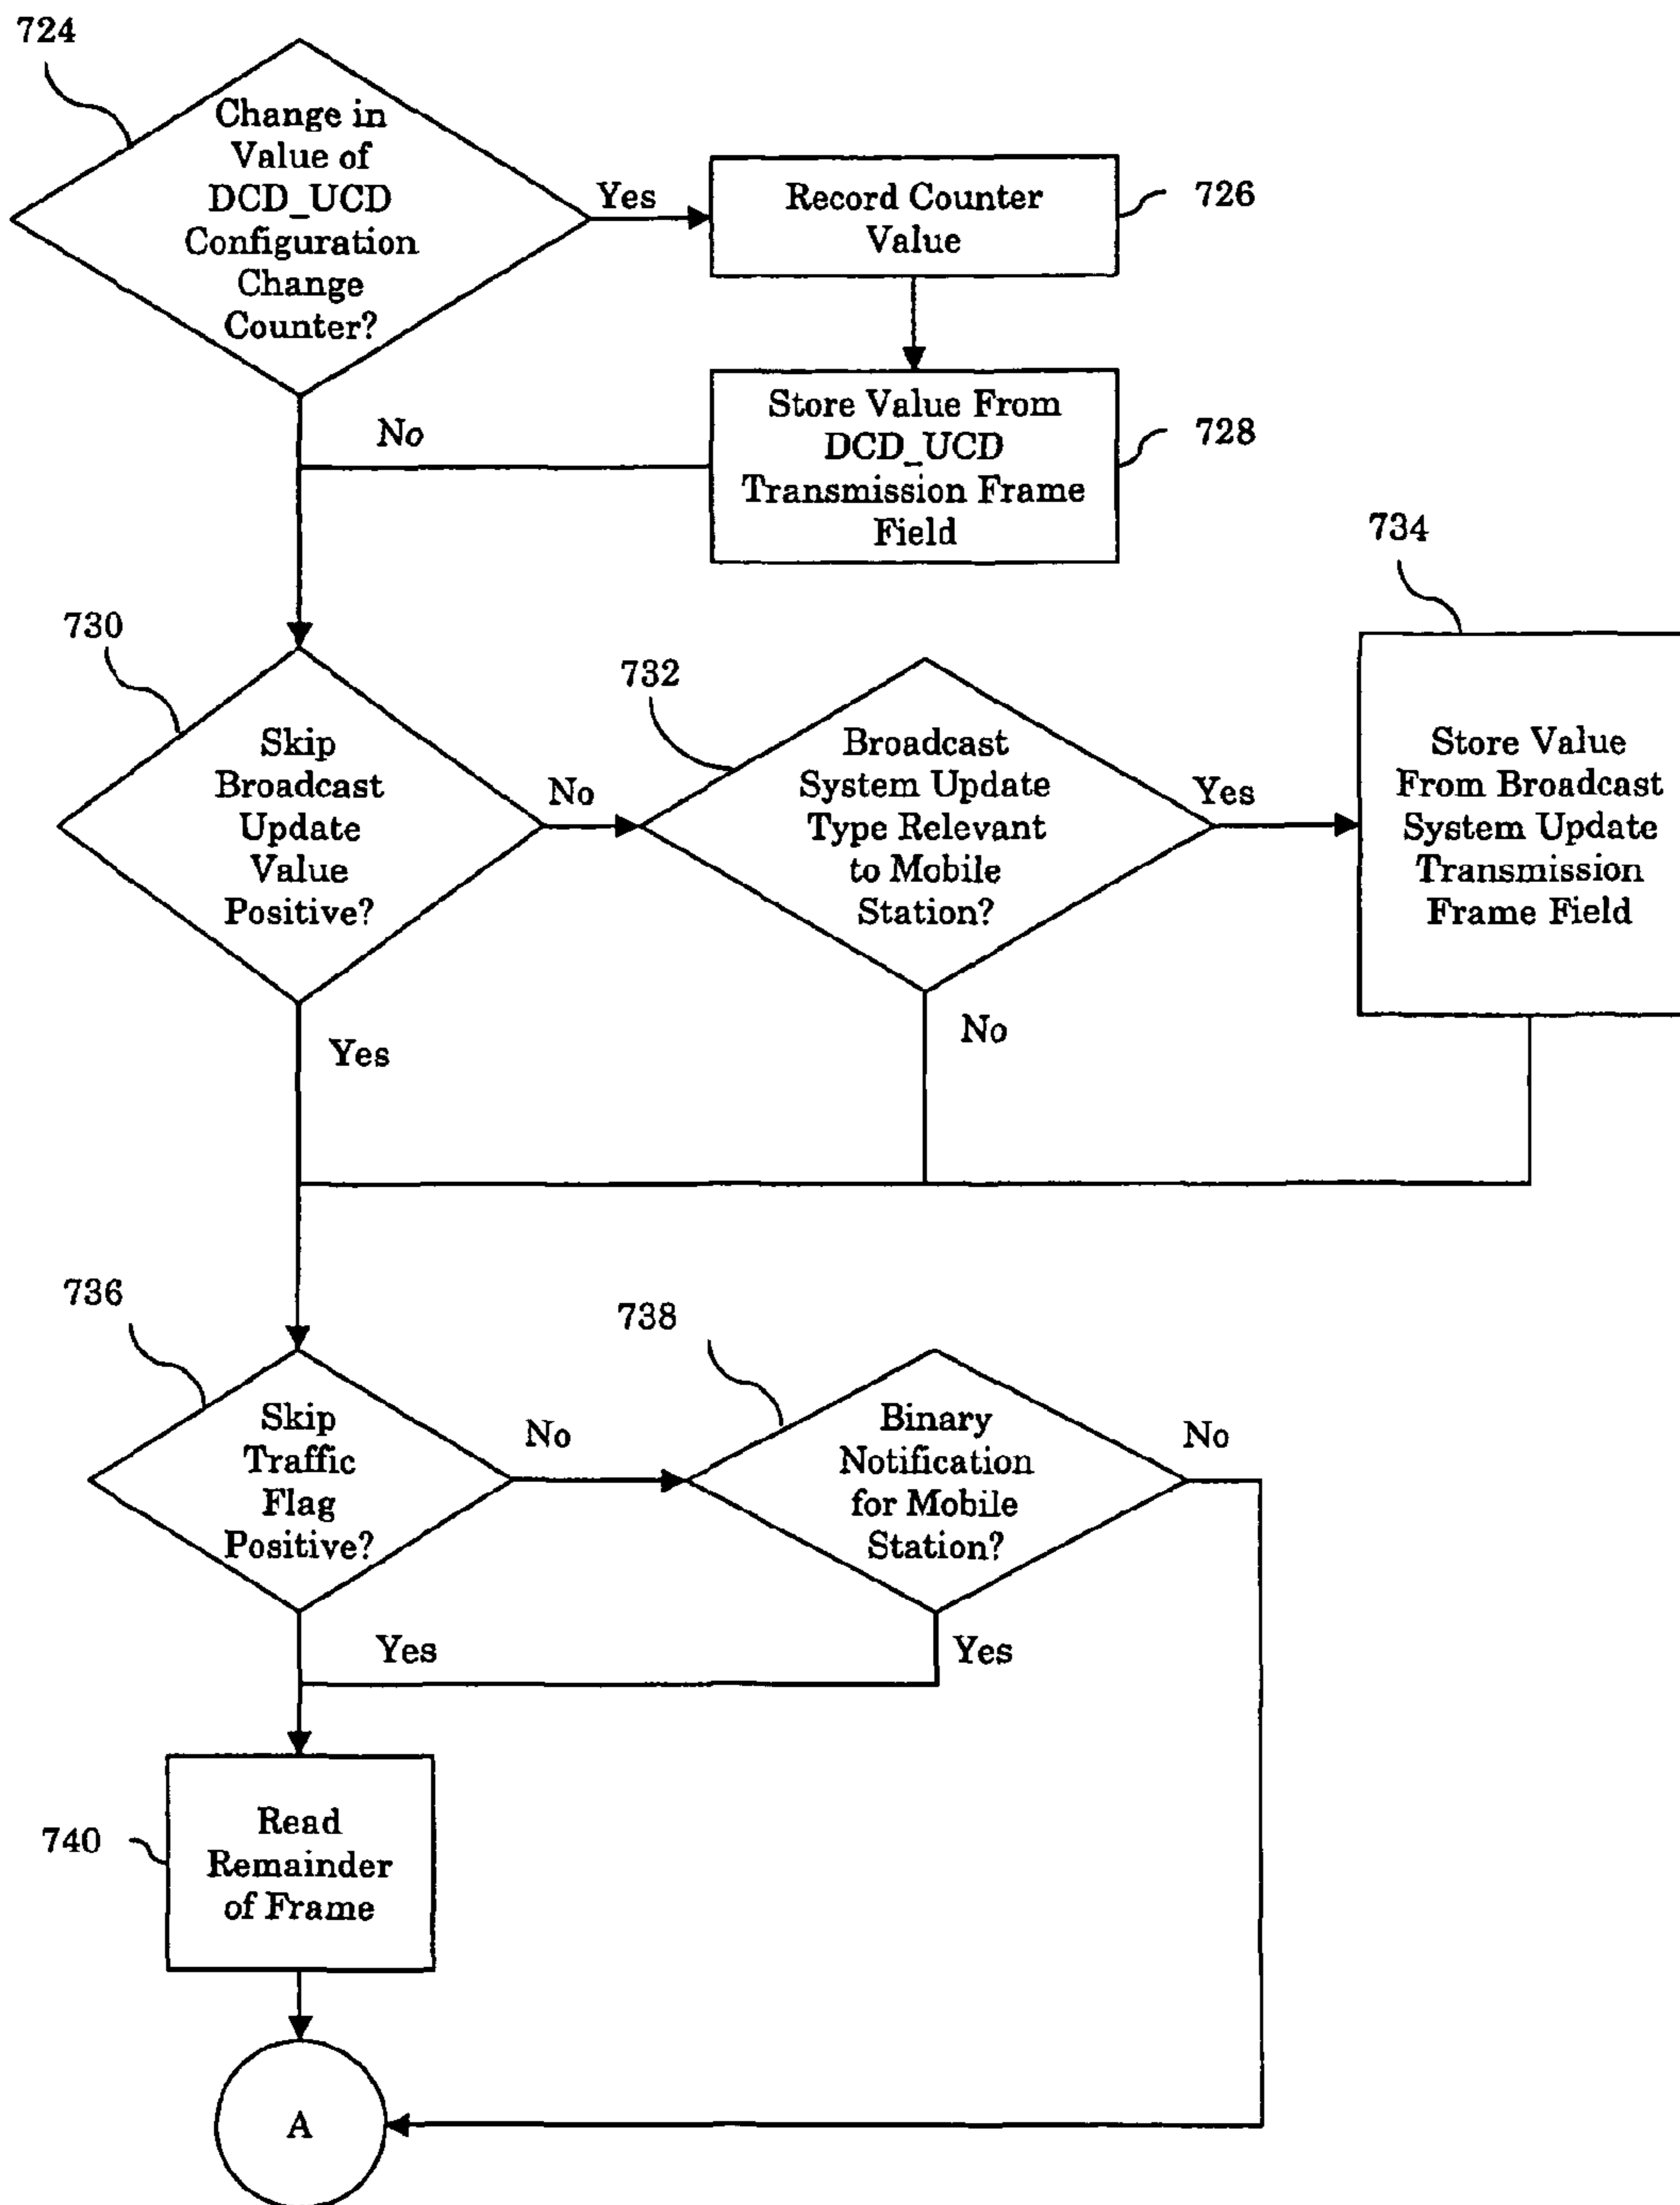 724
Change in
Value of
DCD_UCD
Configuration
Change
Counter?
Yes
Record Counter
Value
726
No
Store Value From
DCD_UCD
Transmission Frame
Field
728
730
Skip
Broadcast
Update
Value
Positive?
No
Yes
732
Broadcast
System Update
Type Relevant
to Mobile
Station?
Yes
No
734
Store Value
From Broadcast
System Update
Transmission
Frame Field
736
Skip
Traffic
Flag
Positive?
No
Yes
738
Binary
Notification
for Mobile
Station?
No
Yes
740
Read
Remainder
of Frame
A